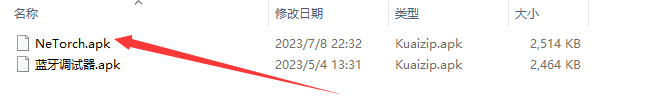 名称 修改日期 类型 大小
NeTorch.apk 2023/7/8 22:32 Kuaizip.apk 2,514 KB
蓝牙调试器.apk 2023/5/4 13:31 Kuaizip.apk 2,464 KB